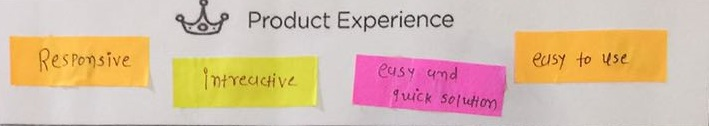 Product Experience
Responsive
intreactive
easy and
quick solution
easy to use